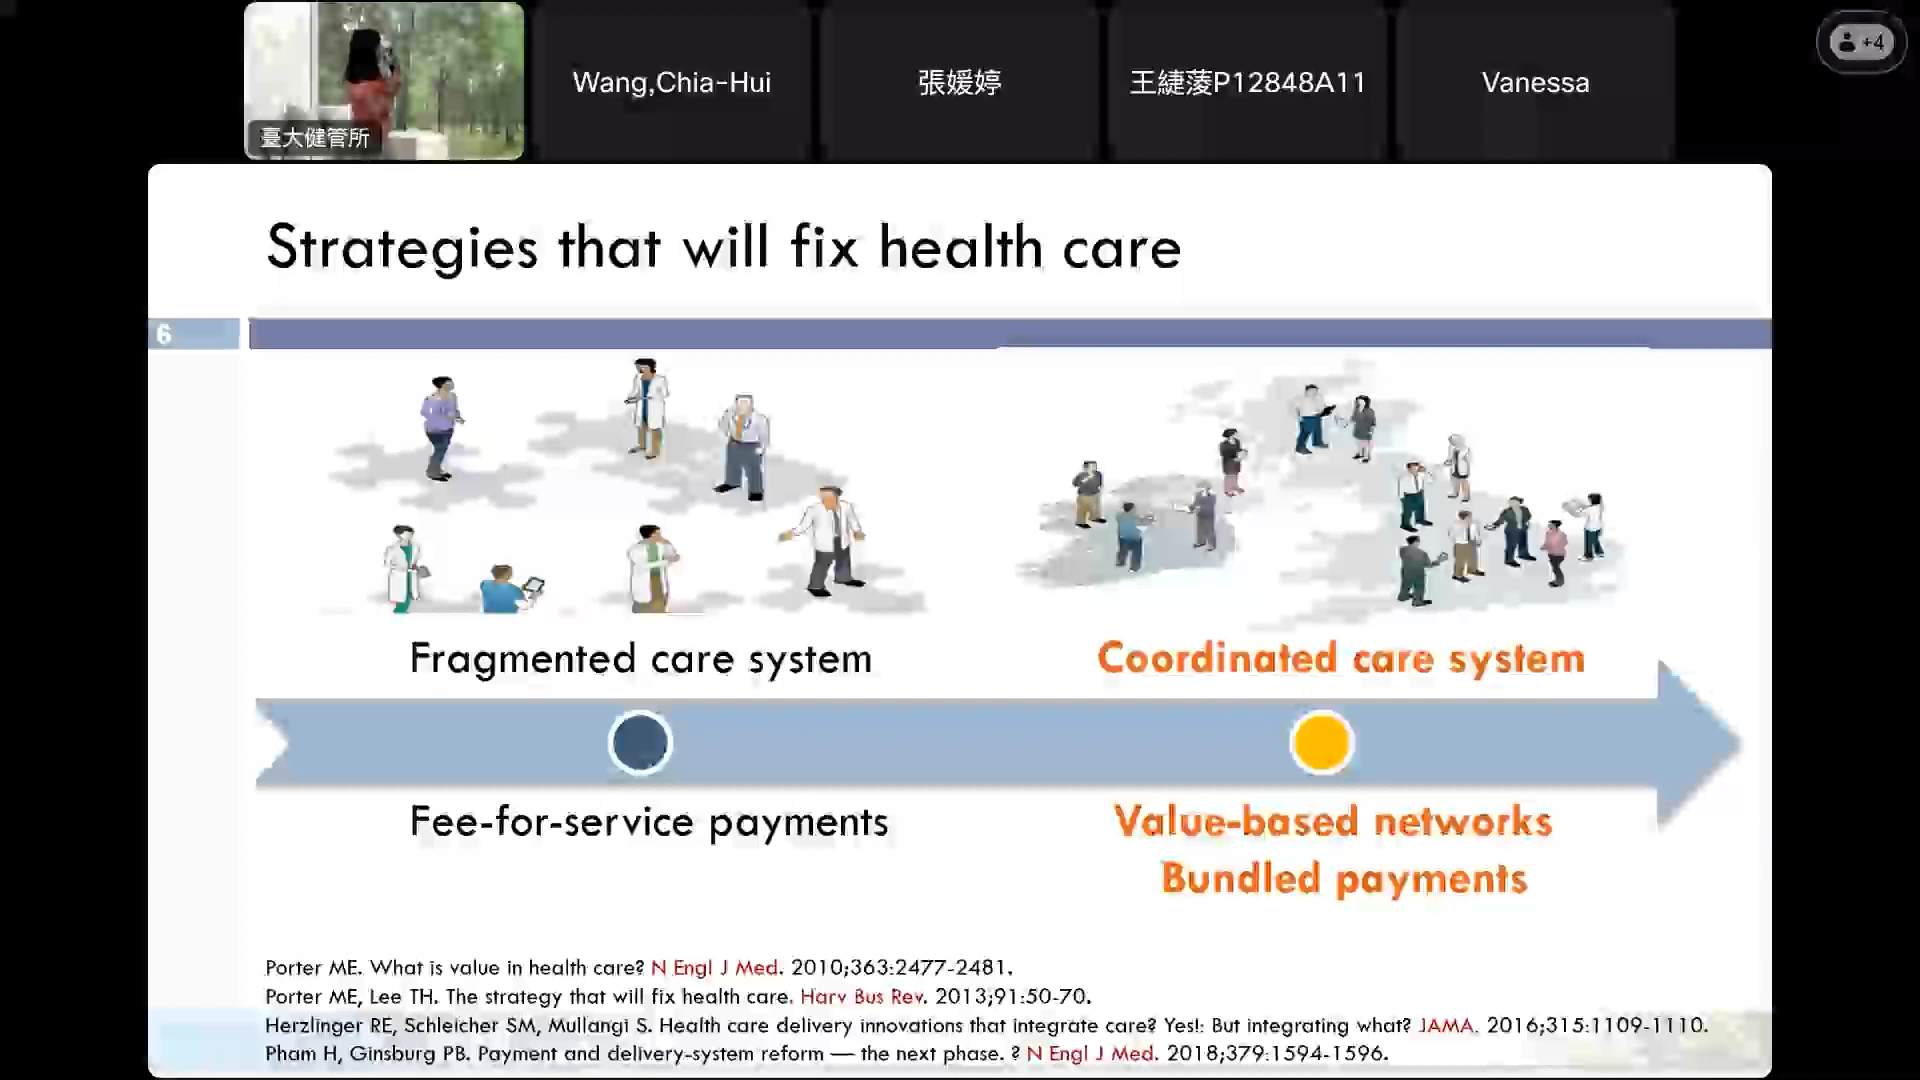 臺大健管所
Wang,Chia-Hui
張媛婷
王緁薐P12848A11
Vanessa
+4
Strategies that will fix health care
6
Fragmented care system
Coordinated care system
Fee-for-service payments
Value-based networks
Bundled payments
Porter ME. What is value in health care? N Engl J Med. 2010;363:2477-2481.
Porter ME, Lee TH. The strategy that will fix health care. Harv Bus Rev. 2013;91:50-70.
Herzlinger RE, Schleicher SM, Mullangi S. Health care delivery innovations that integrate care? Yes!: But integrating what? JAMA. 2016;315:1109-1110.
Pham H, Ginsburg PB. Payment and delivery-system reform — the next phase. ? N Engl J Med. 2018;379:1594-1596.